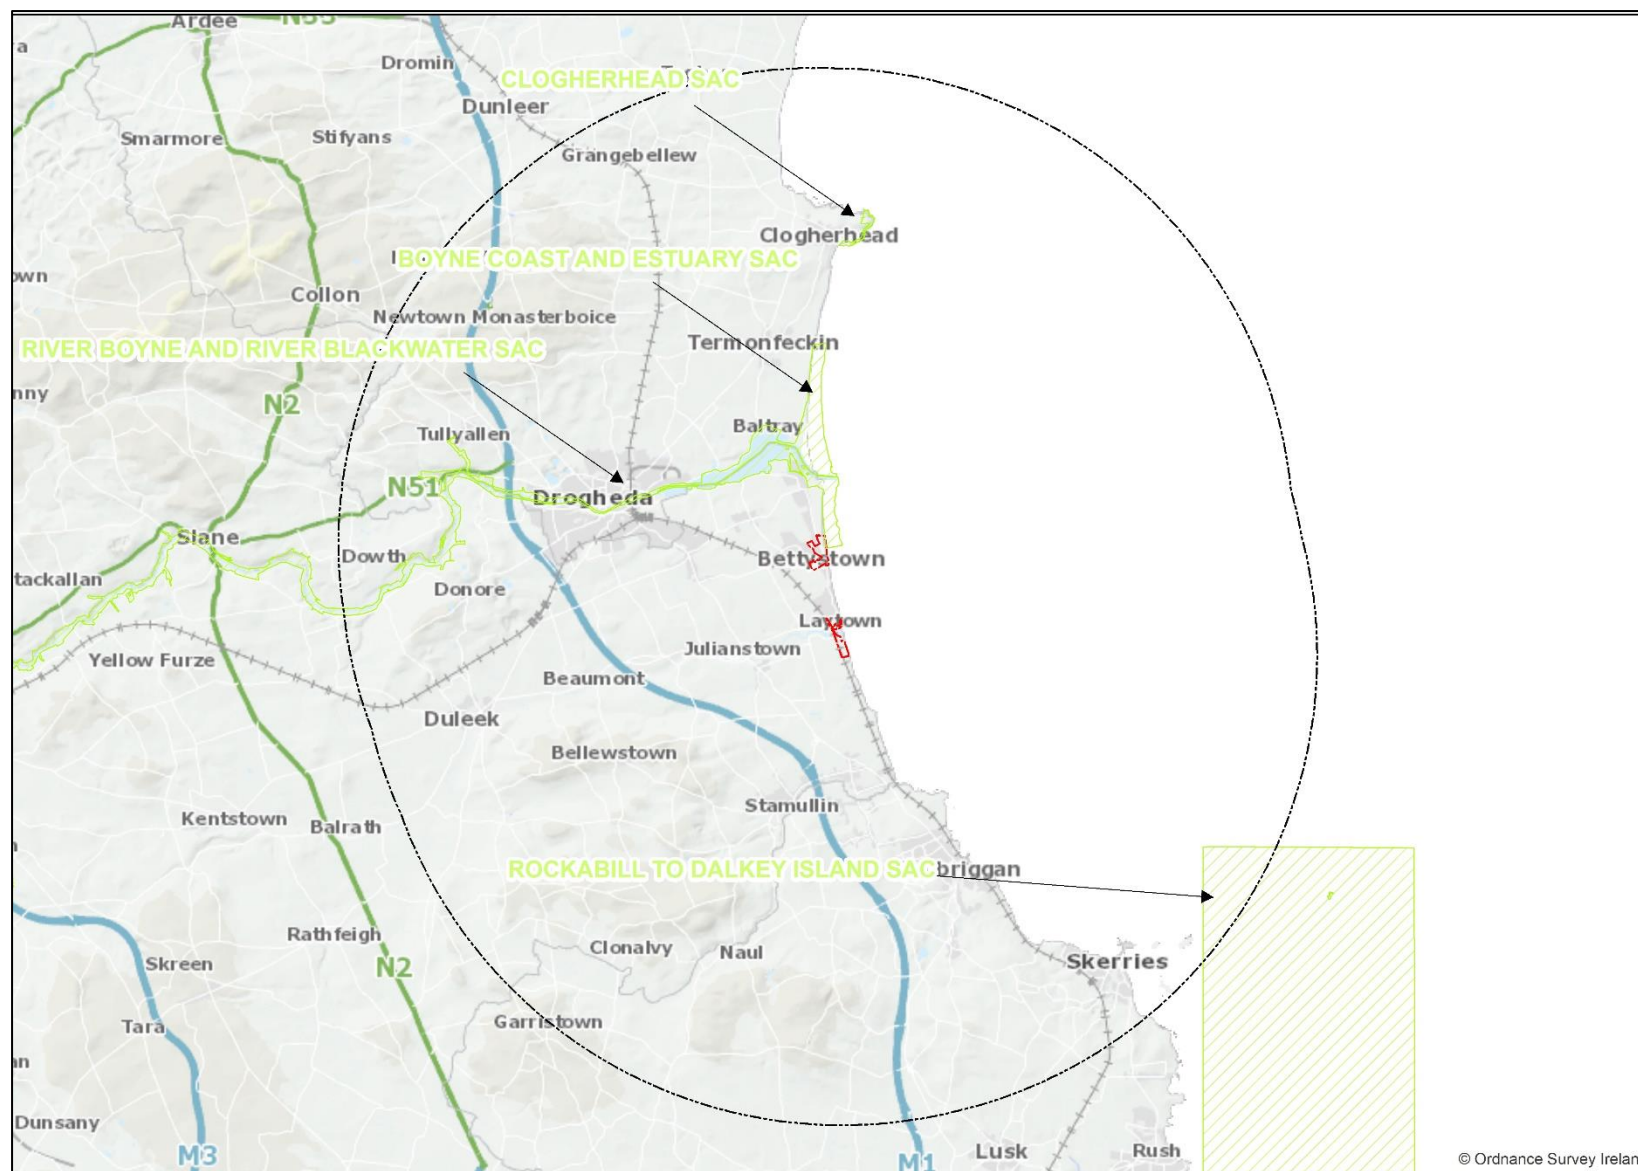 Ardee
N33
Dromin
CLOGHERHEAD SAC
Dunleer
Smarmore
Stifyans
Grangebellew
Clogherhead
BOYNE COAST AND ESTUARY SAC
own
Collon
Newtown Monasterboice
Termonfeckin
RIVER BOYNE AND RIVER BLACKWATER SAC
nny
N2
Baltray
Tullyallen
N51
Drogheda
Slane
Dowth
Bettystown
tackallan
Donore
Laytown
Julianstown
Yellow Furze
Beaumont
Duleek
Bellewstown
Stamullin
Kentstown
Balrath
ROCKABILL TO DALKEY ISLAND SAC
briggan
Rathfeigh
Clonalvy
Naul
Skerries
Skreen
N2
Garristown
Tara
Dunsany
M3
M1
Lusk
Rush
© Ordnance Survey Irelan